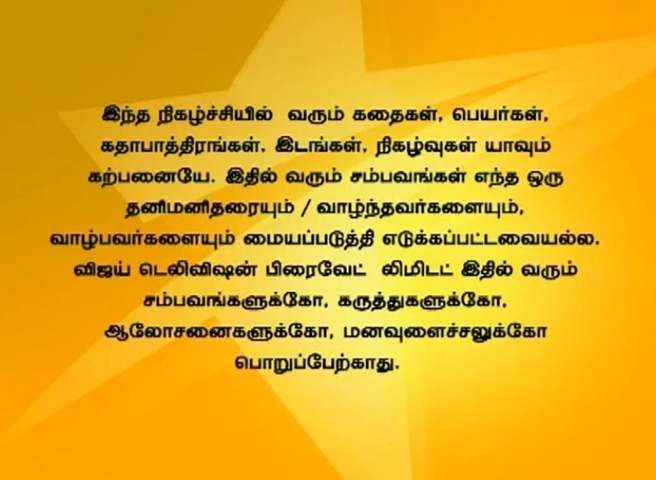 இந்த நிகழ்ச்சியில் வரும் கதைகள், பெயர்கள்,
கதாபாத்திரங்கள், இடங்கள், நிகழ்வுகள் யாவும்
கற்பனையே. இதில் வரும் சம்பவங்கள் எந்த ஒரு
தனிமனிதரையும் / வாழ்ந்தவர்களையும்,
வாழ்பவர்களையும் மையப்படுத்தி எடுக்கப்பட்டவையல்ல.
விஜய் டெலிவிஷன் பிரைவேட் லிமிடட் இதில் வரும்
சம்பவங்களுக்கோ, கருத்துகளுக்கோ,
ஆலோசனைகளுக்கோ, மனவுளைச்சலுக்கோ
பொறுப்பேற்காது.